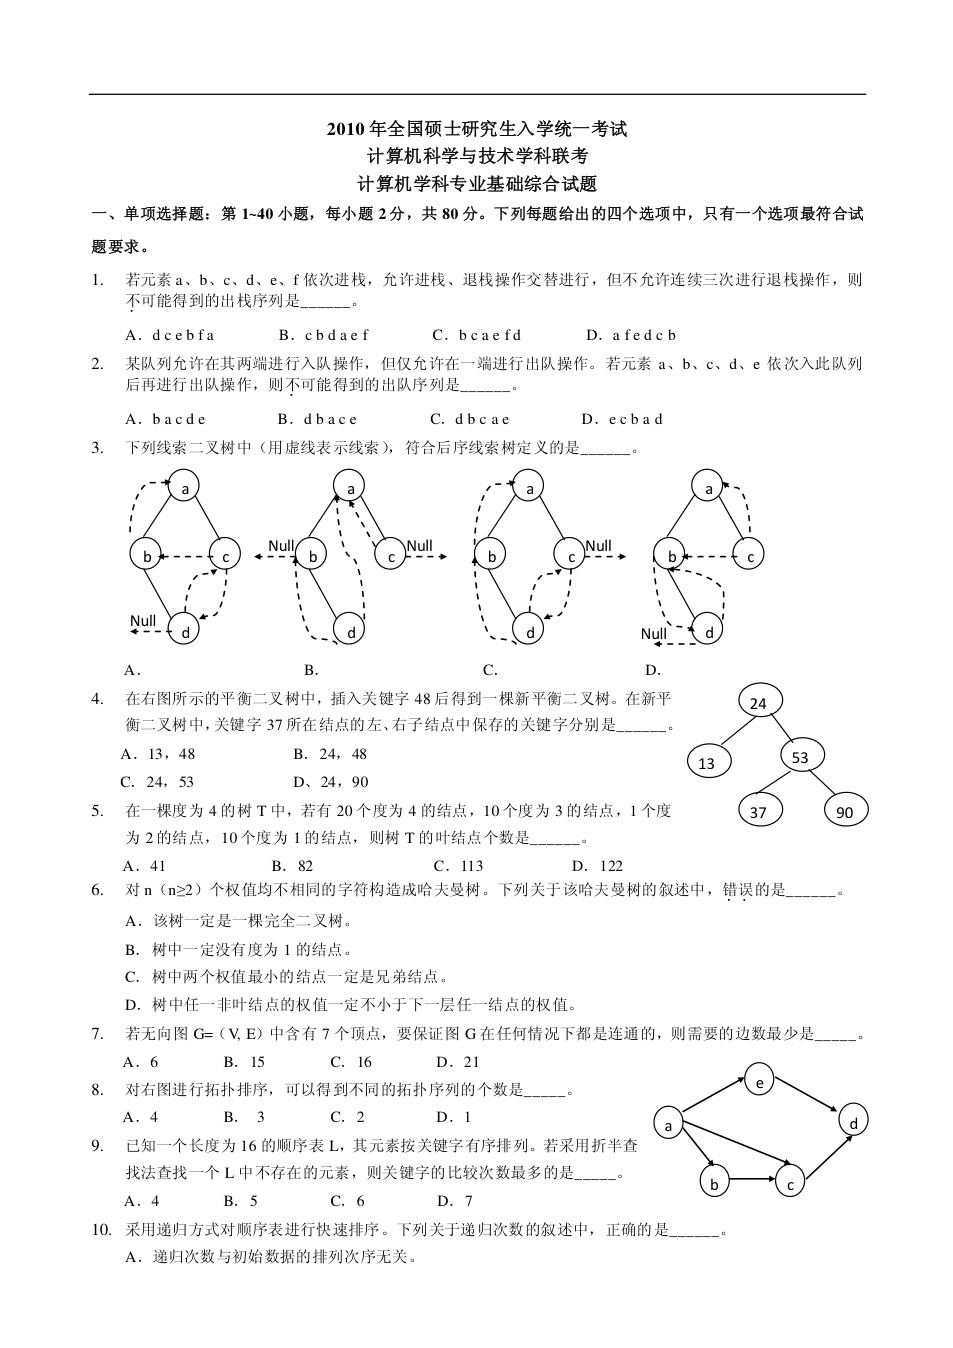 2010 年全国硕士研究生入学统一考试
计算机科学与技术学科联考
计算机学科专业基础综合试题
一、单项选择题：第 1~40 小题，每小题 2 分，共 80 分。下列每题给出的四个选项中，只有一个选项最符合试
题要求。
1. 若元素 a、b、c、d、e、f 依次进栈，允许进栈、退栈操作交替进行，但不允许连续三次进行退栈操作，则
不可能得到的出栈序列是______。
A．d c e b f a B．c b d a e f C．b c a e f d D．a f e d c b
2. 某队列允许在其两端进行入队操作，但仅允许在一端进行出队操作。若元素 a、b、c、d、e 依次入此队列
后再进行出队操作，则不可能得到的出队序列是______。
A．b a c d e B．d b a c e C．d b c a e D．e c b a d
3. 下列线索二叉树中（用虚线表示线索），符合后序线索树定义的是______。
a a a a
b c Null b c Null b c Null b c
Null d d d Null d
A． B． C． D．
4. 在右图所示的平衡二叉树中，插入关键字 48 后得到一棵新平衡二叉树。在新平
衡二叉树中，关键字 37 所在结点的左、右子结点中保存的关键字分别是______。
A．13，48 B．24，48
C．24，53 D、24，90
24
13 53
37 90
5. 在一棵度为 4 的树 T 中，若有 20 个度为 4 的结点，10 个度为 3 的结点，1 个度
为 2 的结点，10 个度为 1 的结点，则树 T 的叶结点个数是______。
A．41 B．82 C．113 D．122
6. 对 n（n≥2）个权值均不相同的字符构造成哈夫曼树。下列关于该哈夫曼树的叙述中，错误的是______。
A．该树一定是一棵完全二叉树。
B．树中一定没有度为 1 的结点。
C．树中两个权值最小的结点一定是兄弟结点。
D．树中任一非叶结点的权值一定不小于下一层任一结点的权值。
7. 若无向图 G=（V, E）中含有 7 个顶点，要保证图 G 在任何情况下都是连通的，则需要的边数最少是_____。
A．6 B．15 C．16 D．21
8. 对右图进行拓扑排序，可以得到不同的拓扑序列的个数是_____。
A．4 B． 3 C．2 D．1
e
a d
b c
9. 已知一个长度为 16 的顺序表 L，其元素按关键字有序排列。若采用折半查
找法查找一个 L 中不存在的元素，则关键字的比较次数最多的是_____。
A．4 B．5 C．6 D．7
10. 采用递归方式对顺序表进行快速排序。下列关于递归次数的叙述中，正确的是______。
A．递归次数与初始数据的排列次序无关。